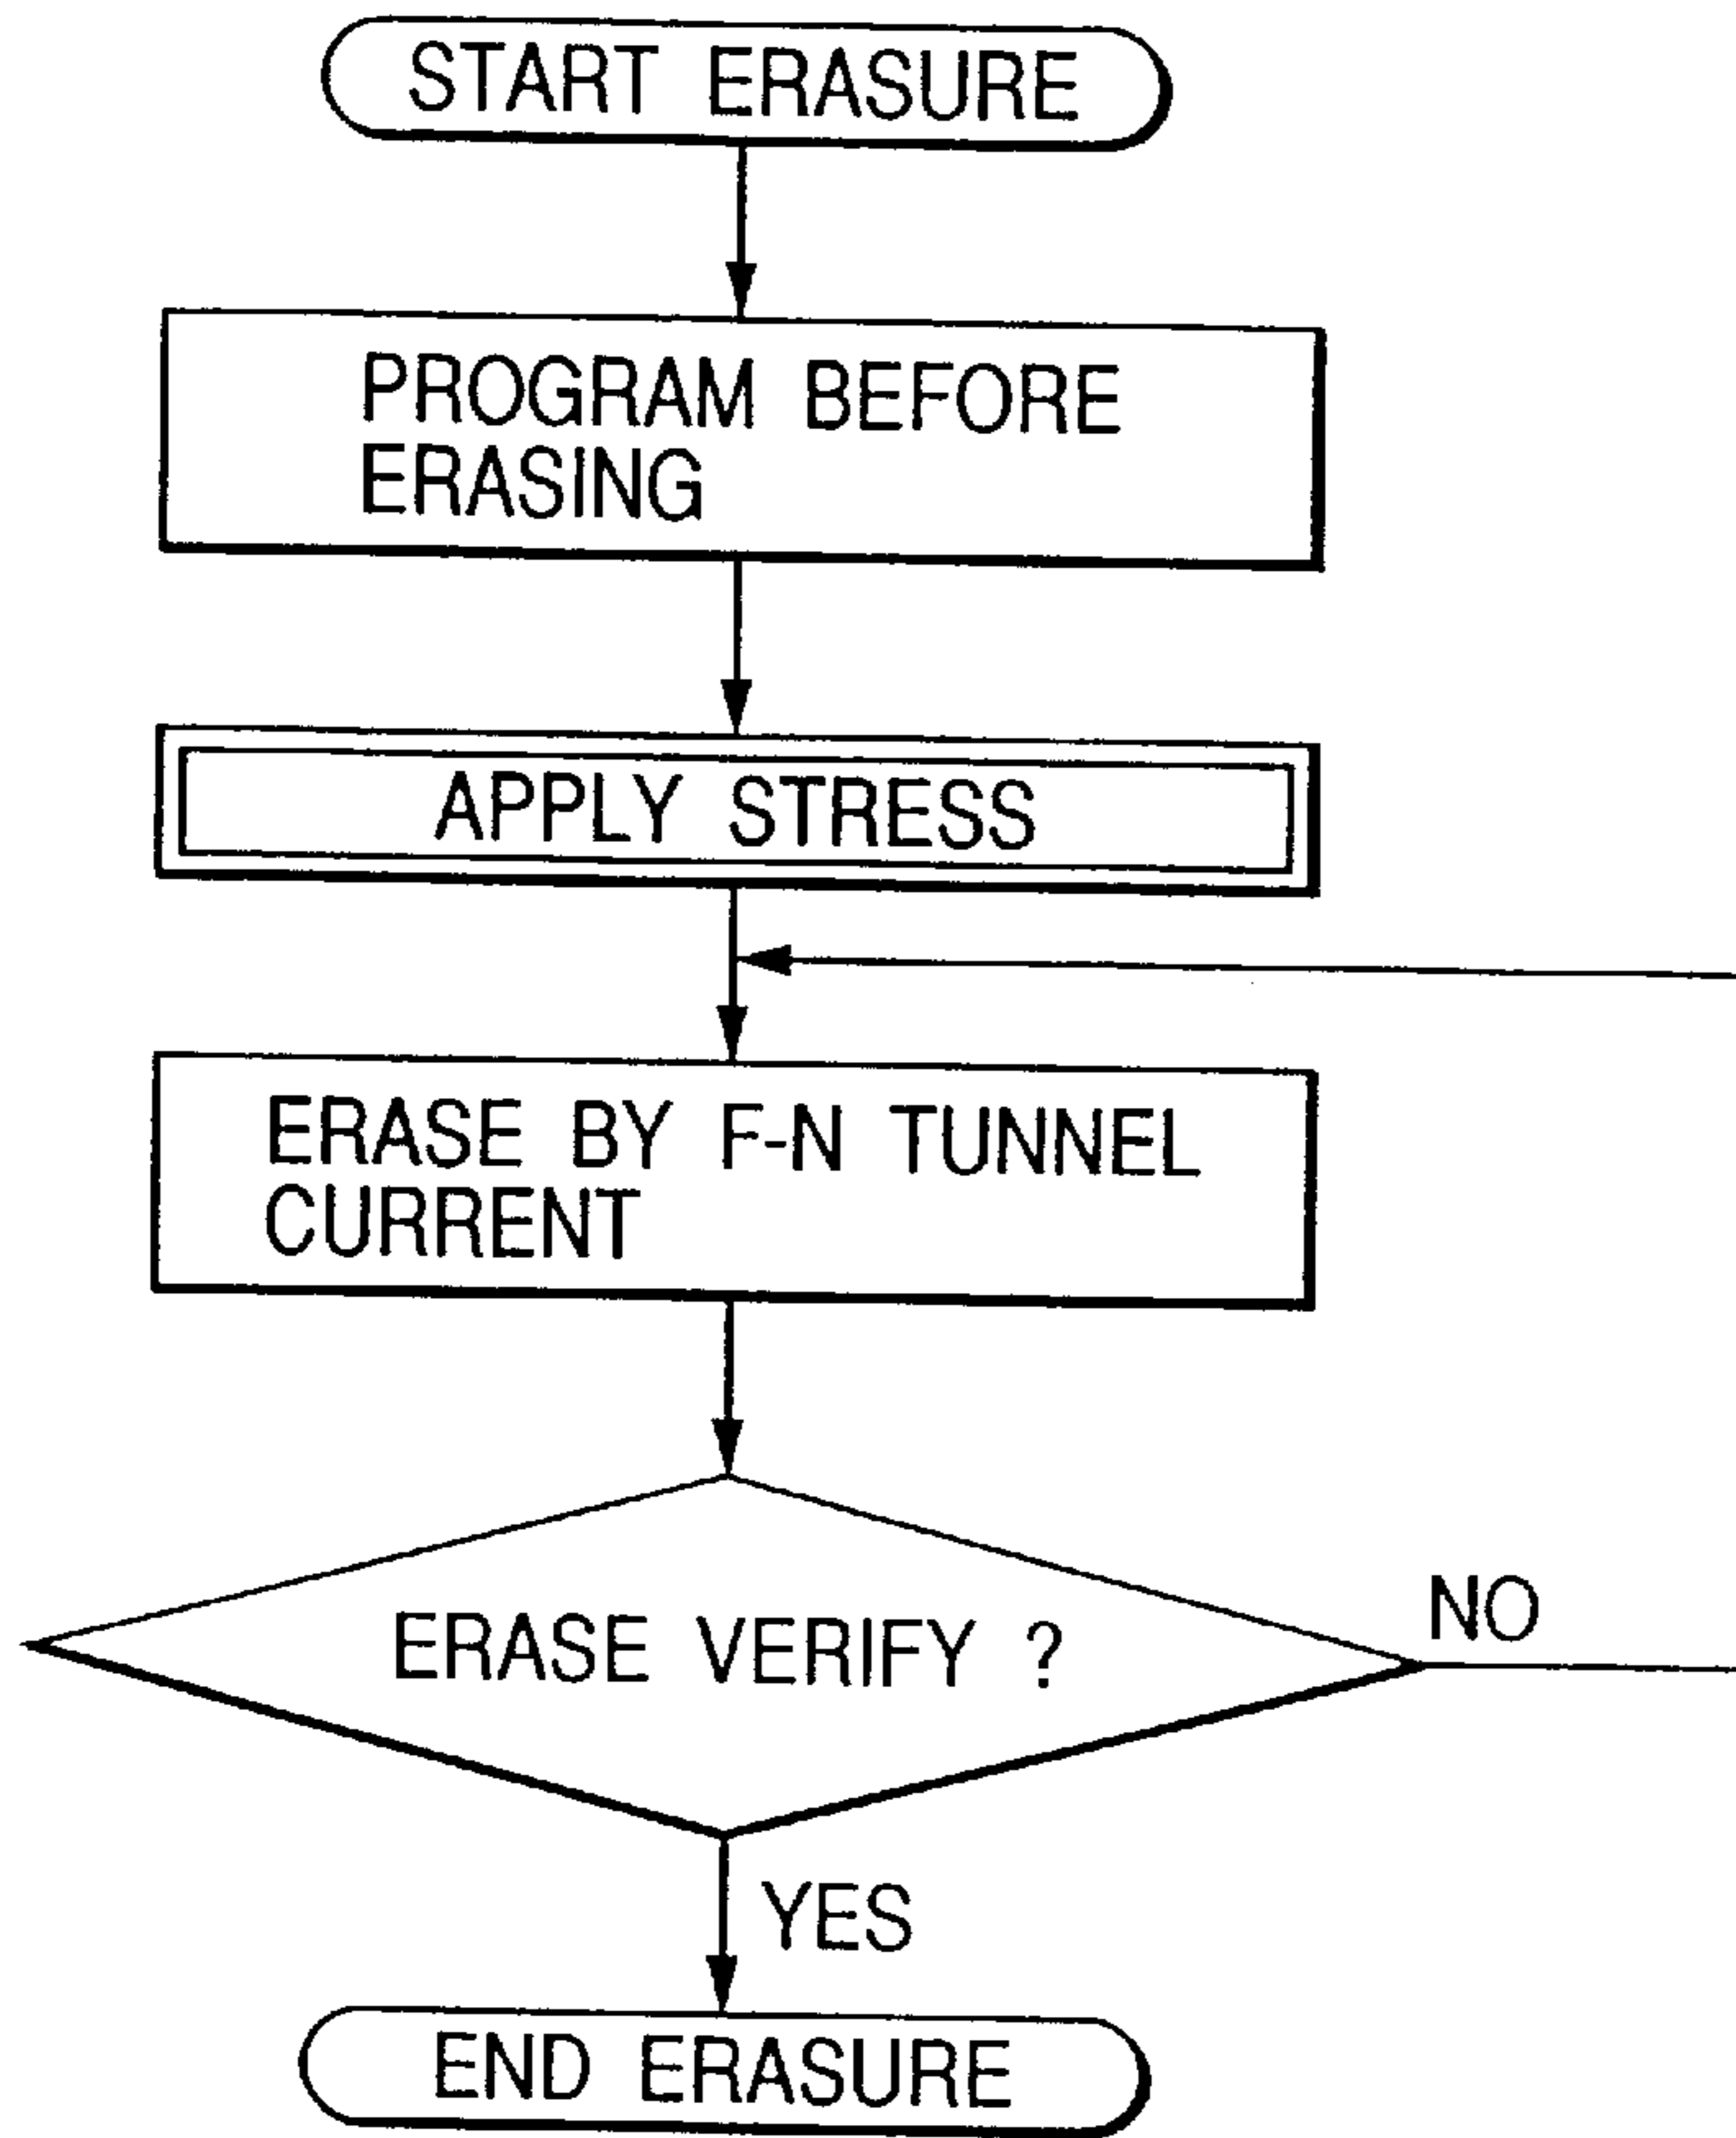 START ERASURE
PROGRAM BEFORE
ERASING
APPLY STRESS
ERASE BY F-N TUNNEL
CURRENT
ERASE VERIFY ?
NO
YES
END ERASURE